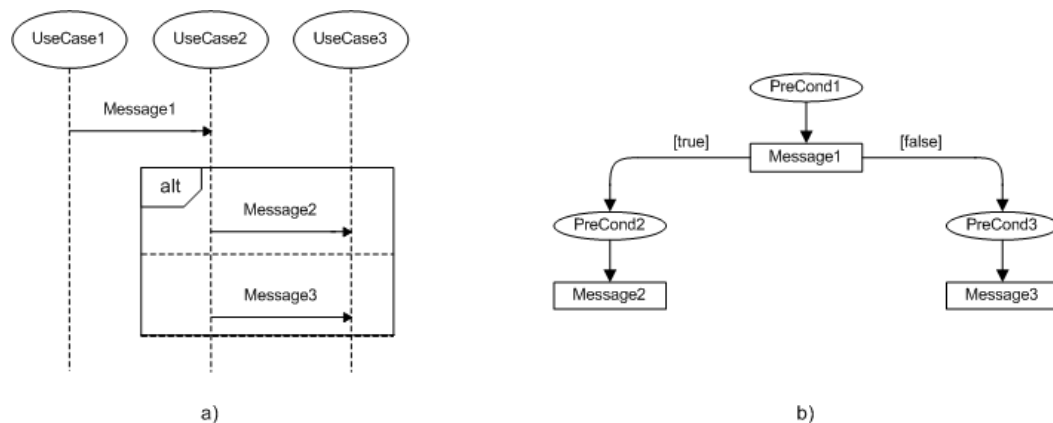 UseCase1
UseCase2
UseCase3
Message1
alt
Message2
Message3
a)
PreCond1
[true]
Message1
[false]
PreCond2
PreCond3
Message2
Message3
b)